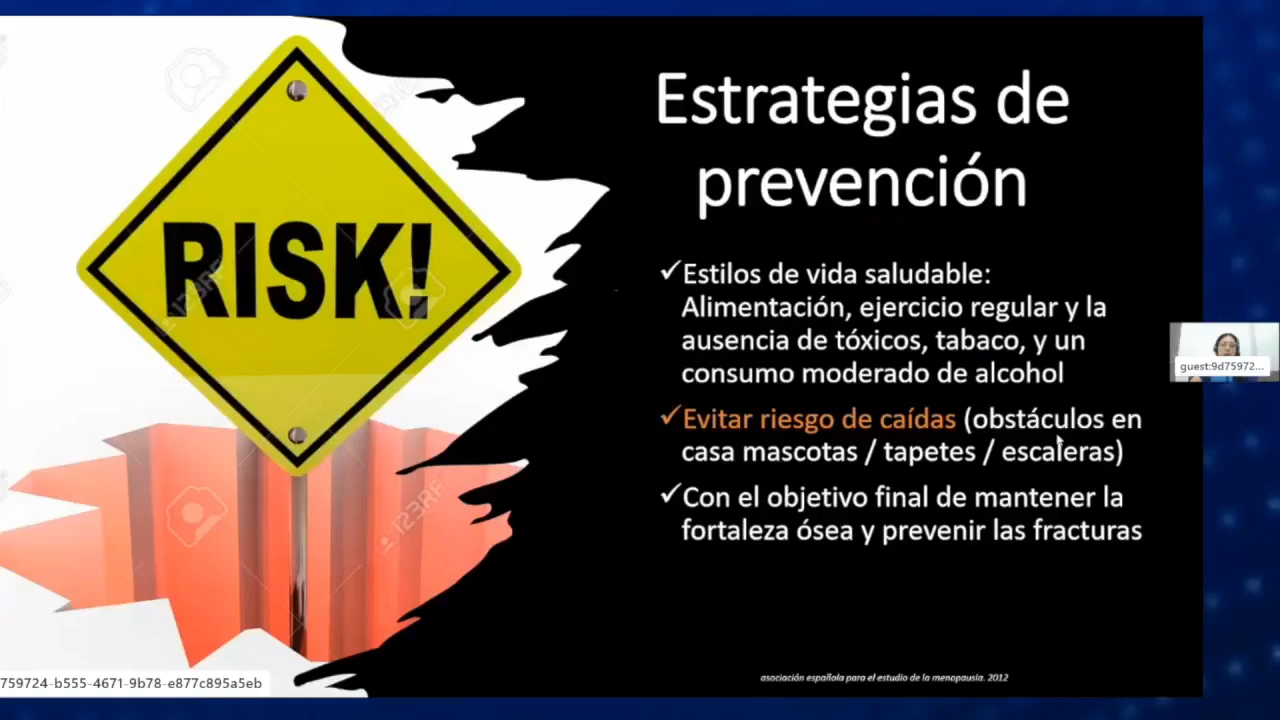 RISK!
Estrategias de
prevención
✓Estilos de vida saludable:
Alimentación, ejercicio regular y la
ausencia de tóxicos, tabaco, y un
consumo moderado de alcohol
✓Evitar riesgo de caídas (obstáculos en
casa mascotas / tapetes / escaleras)
✓Con el objetivo final de mantener la
fortaleza ósea y prevenir las fracturas
asociación española para el estudio de la menopausia. 2012
guest:9d75972...
759724-b555-4671-9b78-e877c895a5eb
123RF
123RF